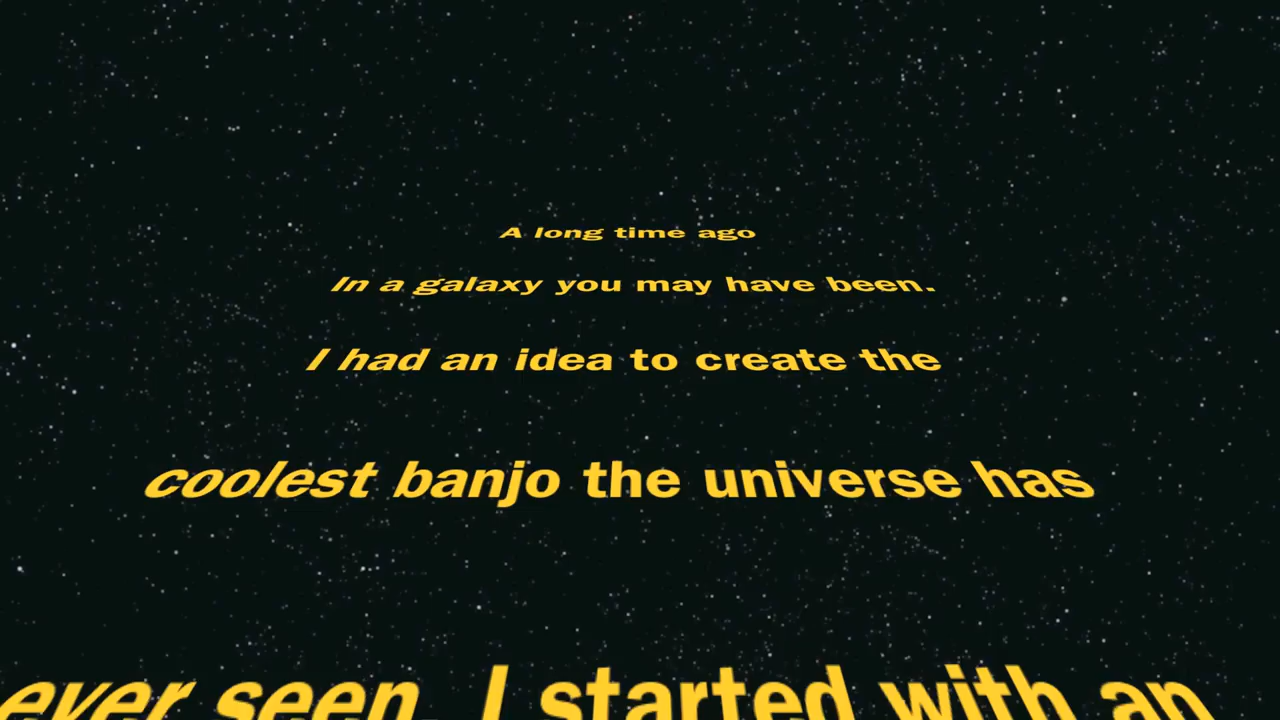 A long time ago
In a galaxy you may have been.
I had an idea to create the
coolest banjo the universe has
ever seen. I started with an